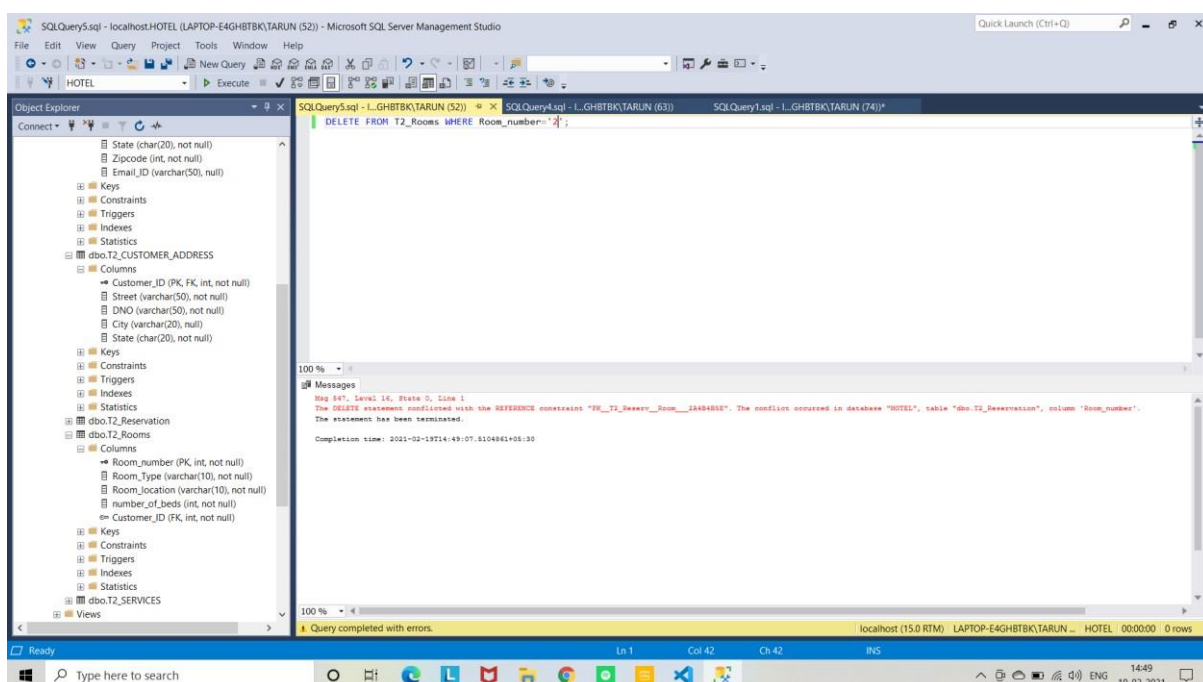 SQLQuery5.sql - localhost.HOTEL (LAPTOP-E4GHBTBK\TARUN (52)) - Microsoft SQL Server Management Studio
Quick Launch (Ctrl+Q)
File Edit View Query Project Tools Window Help
New Query
HOTEL
Execute
Object Explorer
SQLQuery5.sql - l...GHBTBK\TARUN (52))
SQLQuery4.sql - l...GHBTBK\TARUN (63))
SQLQuery1.sql - l...GHBTBK\TARUN (74))*
Connect
State (char(20), not null)
Zipcode (int, not null)
Email_ID (varchar(50), null)
Keys
Constraints
Triggers
Indexes
Statistics
dbo.T2_CUSTOMER_ADDRESS
Columns
Customer_ID (PK, FK, int, not null)
Street (varchar(50), not null)
DNO (varchar(50), not null)
City (varchar(20), null)
State (char(20), not null)
Keys
Constraints
Triggers
Indexes
Statistics
dbo.T2_Reservation
dbo.T2_Rooms
Columns
Room_number (PK, int, not null)
Room_Type (varchar(10), not null)
Room_location (varchar(10), not null)
number_of_beds (int, not null)
Customer_ID (FK, int, not null)
Keys
Constraints
Triggers
Indexes
Statistics
dbo.T2_SERVICES
Views
DELETE FROM T2_Rooms WHERE Room_number='2';
100 %
Messages
Msg 547, Level 16, State 0, Line 1
The DELETE statement conflicted with the REFERENCE constraint "FK__T2_Reserv__Room___2A4B4B5E". The conflict occurred in database "HOTEL", table "dbo.T2_Reservation", column 'Room_number'.
The statement has been terminated.
Completion time: 2021-02-19T14:49:07.5104861+05:30
100 %
Query completed with errors.
localhost (15.0 RTM)
LAPTOP-E4GHBTBK\TARUN ...
HOTEL
00:00:00
0 rows
Ready
Ln 1
Col 42
Ch 42
INS
Type here to search
ENG
14:49
19-02-2021